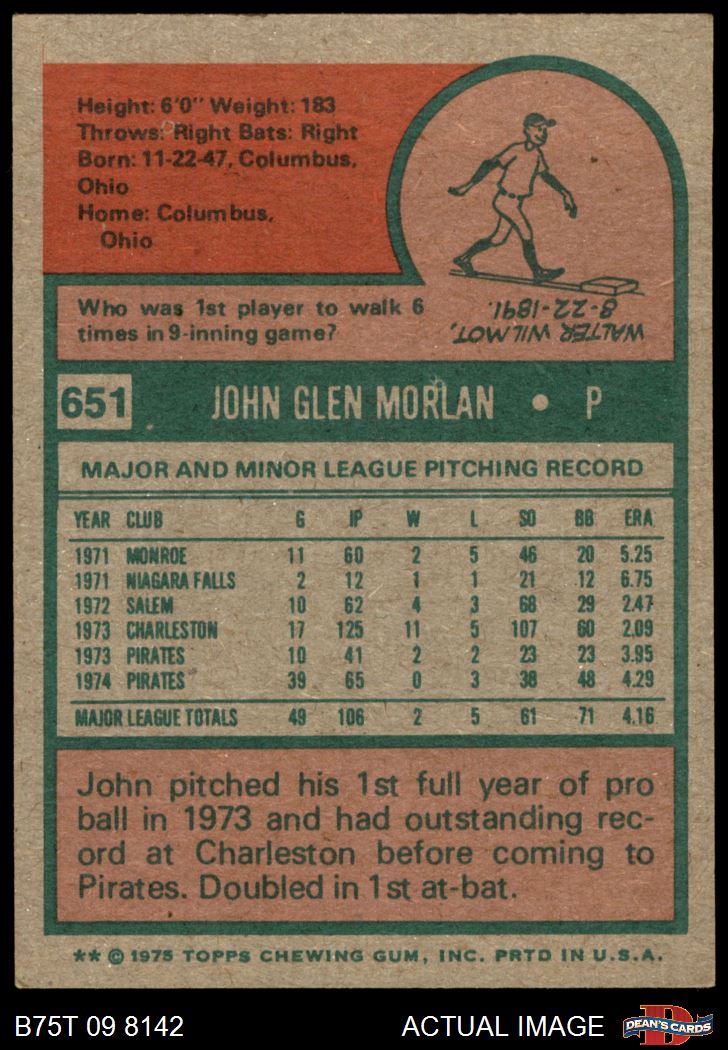 Height: 6'0" Weight: 183
Throws: Right Bats: Right
Born: 11-22-47, Columbus,
Ohio
Home: Columbus,
Ohio
Who was 1st player to walk 6
times in 9-inning game?
WALTER WILMOT,
8-22-1891.
651 JOHN GLEN MORLAN • P
MAJOR AND MINOR LEAGUE PITCHING RECORD
YEAR CLUB G IP W L SO BB ERA
1971 MONROE 11 60 2 5 46 20 5.25
1971 NIAGARA FALLS 2 12 1 1 21 12 6.75
1972 SALEM 10 62 4 3 68 29 2.47
1973 CHARLESTON 17 125 11 5 107 60 2.09
1973 PIRATES 10 41 2 2 23 23 3.95
1974 PIRATES 39 65 0 3 38 48 4.29
MAJOR LEAGUE TOTALS 49 106 2 5 61 71 4.16
John pitched his 1st full year of pro
ball in 1973 and had outstanding rec-
ord at Charleston before coming to
Pirates. Doubled in 1st at-bat.
** © 1975 TOPPS CHEWING GUM, INC. PRTD IN U.S.A.
B75T 09 8142 ACTUAL IMAGE D DEAN'S CARDS